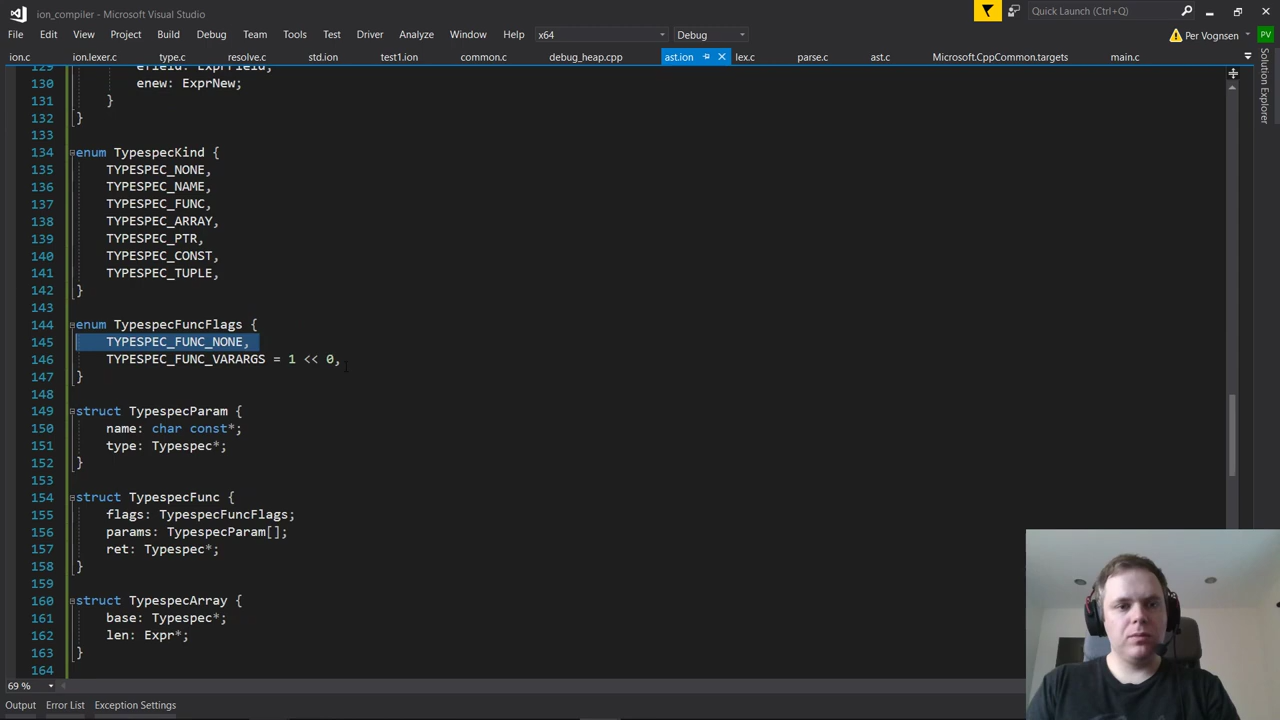 ion_compiler - Microsoft Visual Studio
Quick Launch (Ctrl+Q)
File Edit View Project Build Debug Team Tools Test Driver Analyze Window Help x64 Debug Per Vognsen PV
ion.c ion.lexer.c type.c resolve.c std.ion test1.ion common.c debug_heap.cpp ast.ion lex.c parse.c ast.c Microsoft.CppCommon.targets main.c
Solution Explorer
129 efield: ExprField;
130 enew: ExprNew;
131 }
132 }
133
134 enum TypespecKind {
135 TYPESPEC_NONE,
136 TYPESPEC_NAME,
137 TYPESPEC_FUNC,
138 TYPESPEC_ARRAY,
139 TYPESPEC_PTR,
140 TYPESPEC_CONST,
141 TYPESPEC_TUPLE,
142 }
143
144 enum TypespecFuncFlags {
145 TYPESPEC_FUNC_NONE,
146 TYPESPEC_FUNC_VARARGS = 1 << 0,
147 }
148
149 struct TypespecParam {
150 name: char const*;
151 type: Typespec*;
152 }
153
154 struct TypespecFunc {
155 flags: TypespecFuncFlags;
156 params: TypespecParam[];
157 ret: Typespec*;
158 }
159
160 struct TypespecArray {
161 base: Typespec*;
162 len: Expr*;
163 }
164
69 %
Output Error List Exception Settings